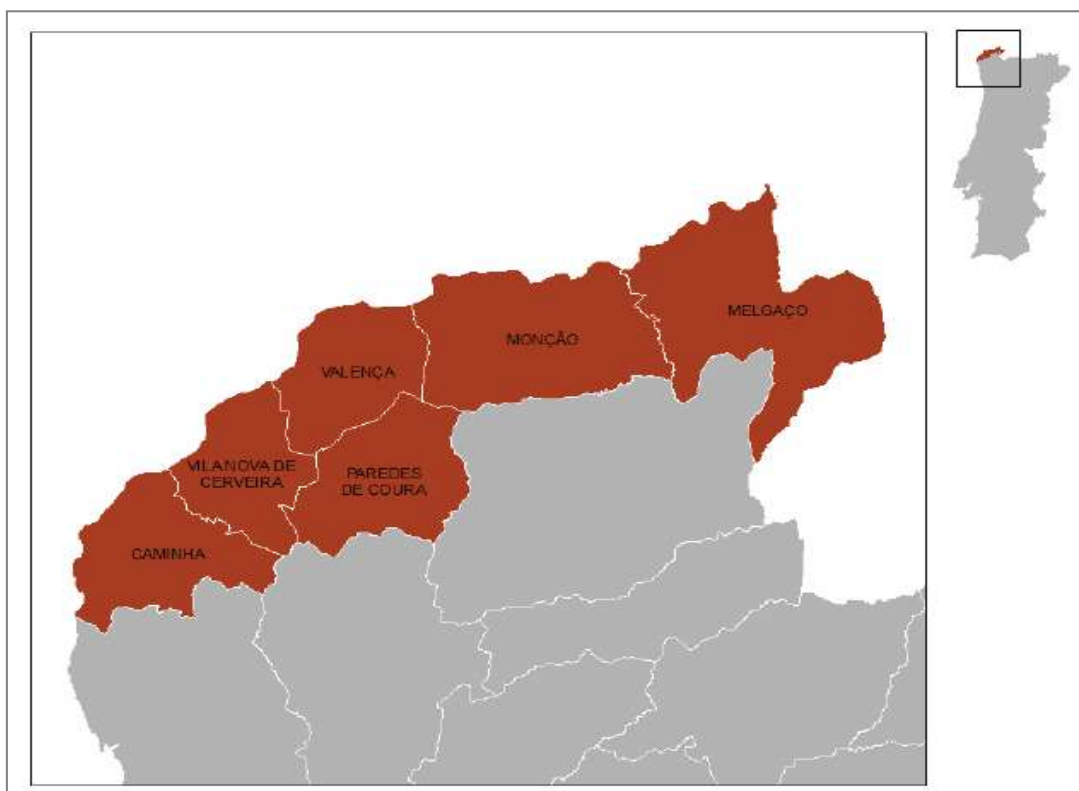 MELGAÇO
MONÇÃO
VALENÇA
VILA NOVA DE
CERVEIRA
PAREDES
DE COURA
CAMINHA